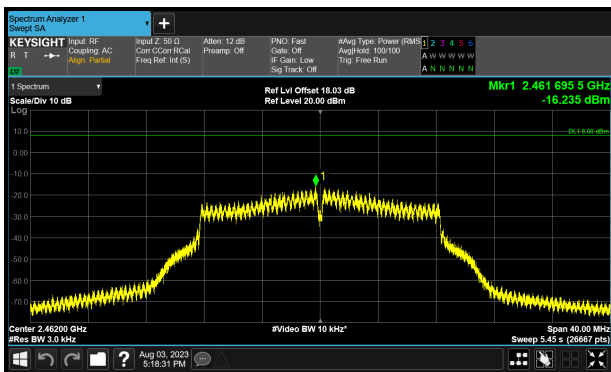 Spectrum Analyzer 1
Swept SA
+
KEYSIGHT Input: RF Input Z: 50 Ω Atten: 12 dB PNO: Fast #Avg Type: Power (RMS 1 2 3 4 5 6
R T Coupling: AC Corr CCorr RCal Preamp: Off Gate: Off Avg|Hold: 100/100 A W W W W W
Align: Partial Freq Ref: Int (S) IF Gain: Low Trig: Free Run
Sig Track: Off A N N N N N
1 Spectrum Ref Lvl Offset 18.03 dB Mkr1 2.461 695 5 GHz
Scale/Div 10 dB Ref Level 20.00 dBm -16.235 dBm
Log
10.0
DL1 8.00 dBm
0.00
1
-10.0
-20.0
-30.0
-40.0
-50.0
-60.0
-70.0
Center 2.46200 GHz #Video BW 10 kHz* Span 40.00 MHz
#Res BW 3.0 kHz Sweep 5.45 s (26667 pts)
? Aug 03, 2023
5:18:31 PM